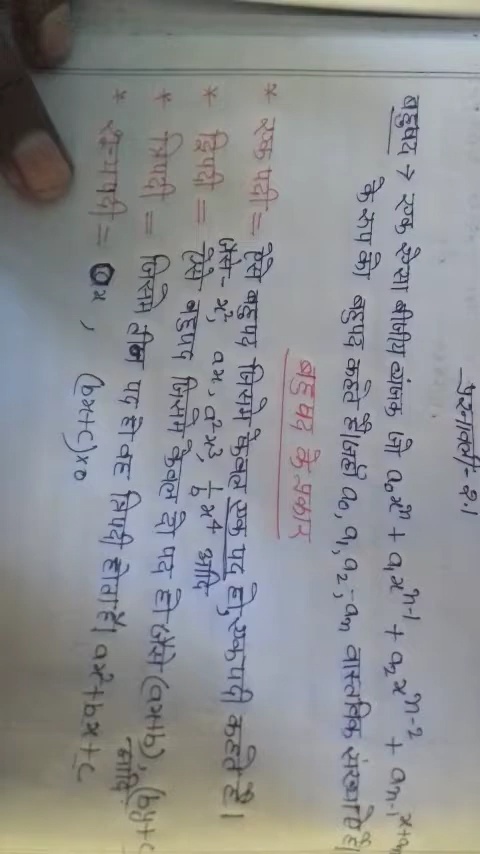 प्रश्नावली 2.1
बहुपद → एक ऐसा बीजीय व्यंजक जो a₀xⁿ + a₁xⁿ⁻¹ + a₂xⁿ⁻² + aₙ₋₁x + aₙ
के रूप को बहुपद कहते हैं। जहाँ a₀, a₁, a₂, -aₙ वास्तविक संख्याये हैं।
बहुपद के प्रकार
* एक पदी = ऐसे बहुपद जिसमे केवल एक पद हो, एकपदी कहते है।
जैसे- x², ax, a²x³, 1/b x⁴ आदि
* द्विपदी = ऐसे बहुपद जिसमे केवल दो पद हो जैसे (ax+b), (by+c
आदि
* त्रिपदी = जिसमे तीन पद हो वह त्रिपदी होता है। ax²+bx+c
* शून्यपदी = 0x, (bx+c)x0